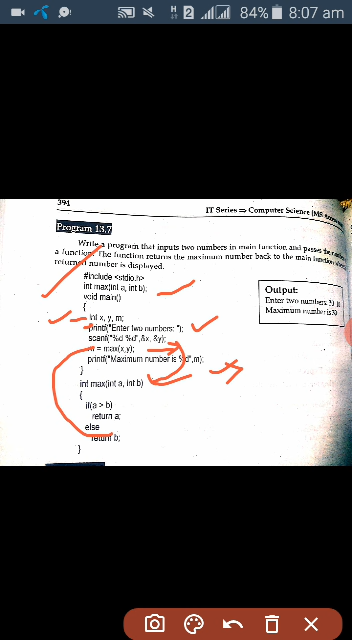 H 2 84% 8:07 am
394
IT Series ⇒ Computer Science [MS
Program 13.7
Write a program that inputs two numbers in main function and passes the
a function. The function returns the maximum number back to the main function
returned number is displayed.
#include <stdio.h>
int max(int a, int b);
void main()
{
int x, y, m;
printf("Enter two numbers: ");
scanf("%d %d",&x, &y);
m = max(x,y);
printf("Maximum number is %d",m);
}
int max(int a, int b)
{
if(a > b)
return a;
else
return b;
}
Output:
Enter two numbers:
Maximum number is